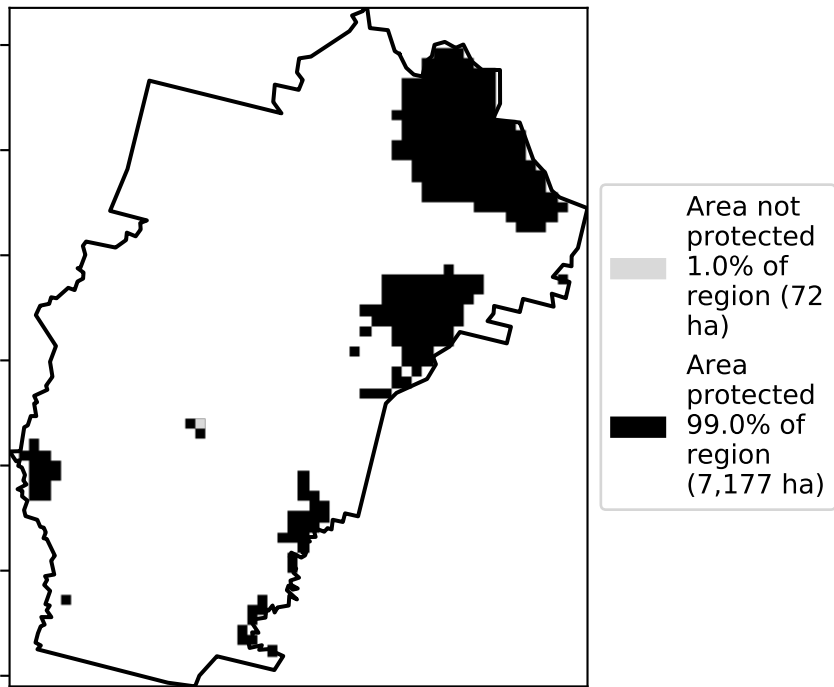 Area not
protected
1.0% of
region (72
ha)
Area
protected
99.0% of
region
(7,177 ha)